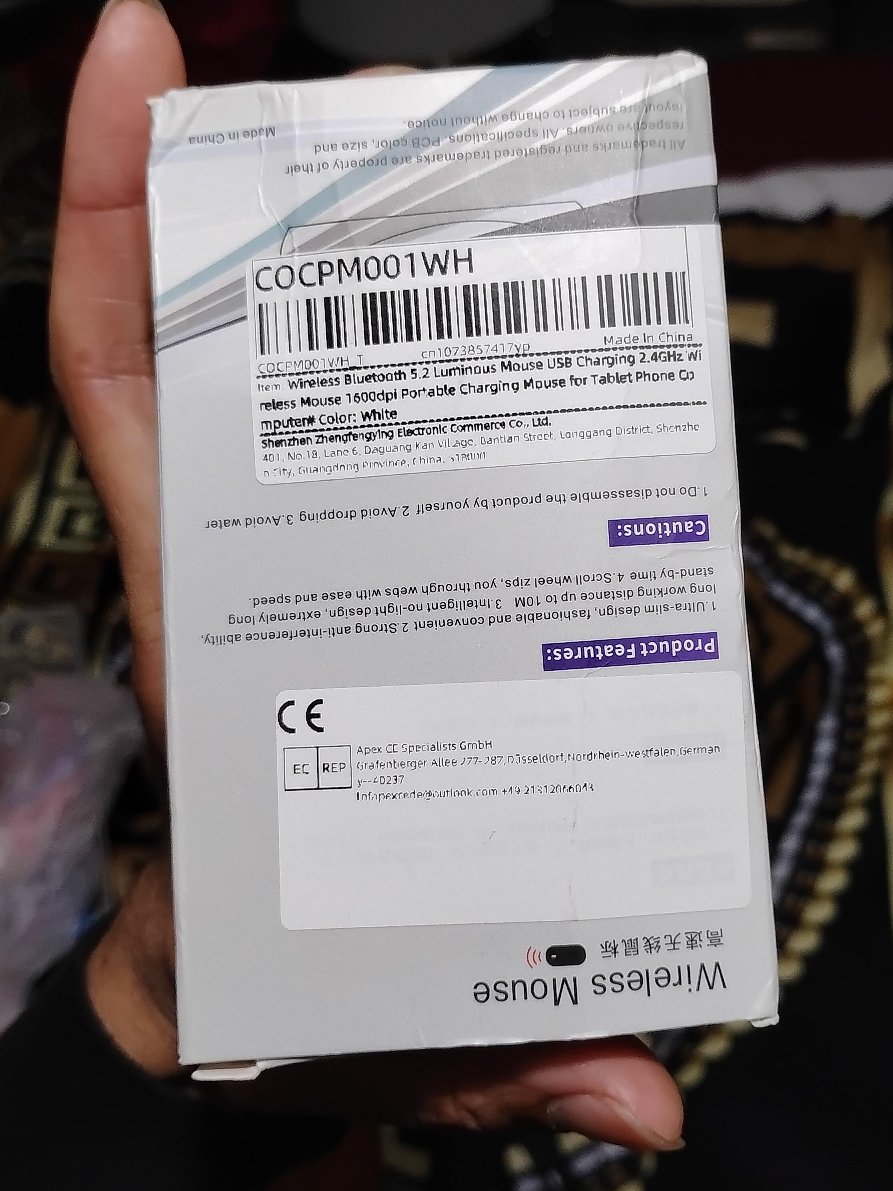 All trademarks and registered trademarks are property of their
respective owners. All specifications, PCB color, size and
layout are subject to change without notice.
Made in China
COCPM001WH
COCPM001WH_T cn1073857417yp Made In China
Item: Wireless Bluetooth 5.2 Luminous Mouse USB Charging 2.4GHz Wi
reless Mouse 1600dpi Portable Charging Mouse for Tablet Phone Co
mputer# Color: White
Shenzhen Zhengfengying Electronic Commerce Co., Ltd.
401, No.18, Lane 6, Daguang Kan Village, Bantian Street, Longgang District, Shenzhe
n City, Guangdong Province, China,
Cautions:
1.Do not disassemble the product by yourself 2.Avoid dropping 3.Avoid water
Product Features:
1.Ultra-slim design, fashionable and convenient 2.Strong anti-interference ability,
long working distance up to 10M 3.Intelligent no-light design, extremely long
stand-by time 4.Scroll wheel zips, you through webs with ease and speed.
CE
EC REP
Apex CE Specialists GmbH
Grafenberger Allee 277-287,Düsseldorf,Nordrhein-westfalen,German
y--40237
+49
Wireless Mouse
高速无线鼠标